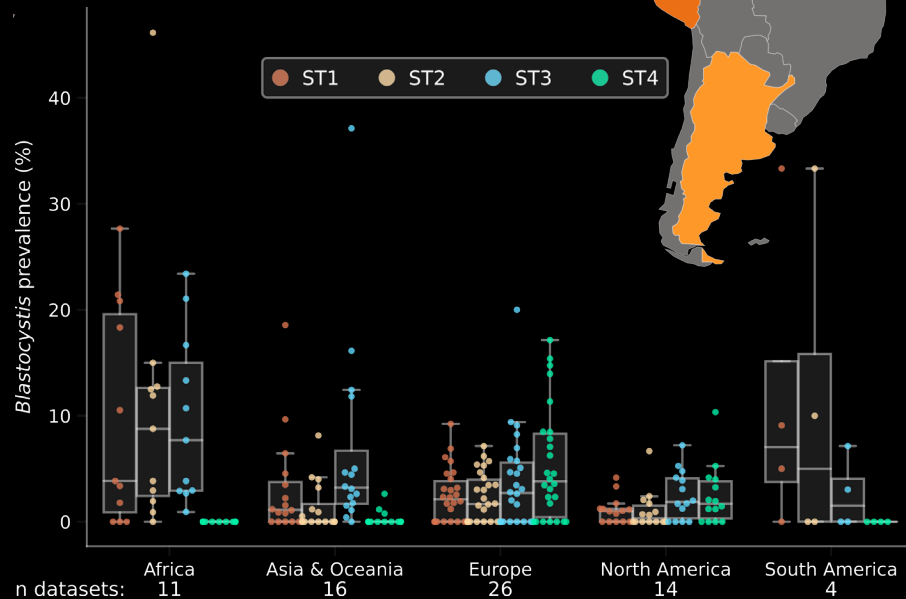 ST1 ST2 ST3 ST4
Blastocystis prevalence (%)
40
30
20
10
0
Africa Asia & Oceania Europe North America South America
n datasets: 11 16 26 14 4